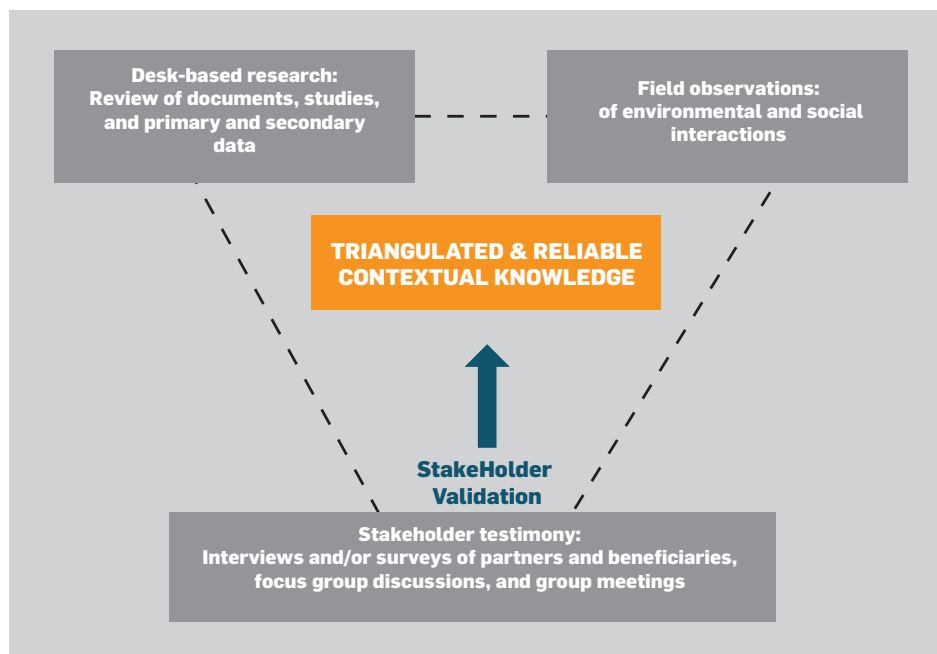 Desk-based research:
Review of documents, studies,
and primary and secondary
data
Field observations:
of environmental and social
interactions
TRIANGULATED & RELIABLE
CONTEXTUAL KNOWLEDGE
StakeHolder
Validation
Stakeholder testimony:
Interviews and/or surveys of partners and beneficiaries,
focus group discussions, and group meetings